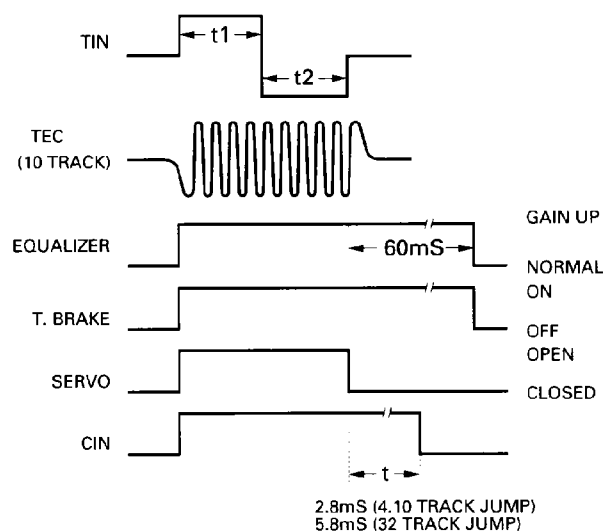 TIN
t1
t2
TEC
(10 TRACK)
EQUALIZER
60mS
GAIN UP
NORMAL
T. BRAKE
ON
OFF
SERVO
OPEN
CLOSED
CIN
t
2.8mS (4.10 TRACK JUMP)
5.8mS (32 TRACK JUMP)